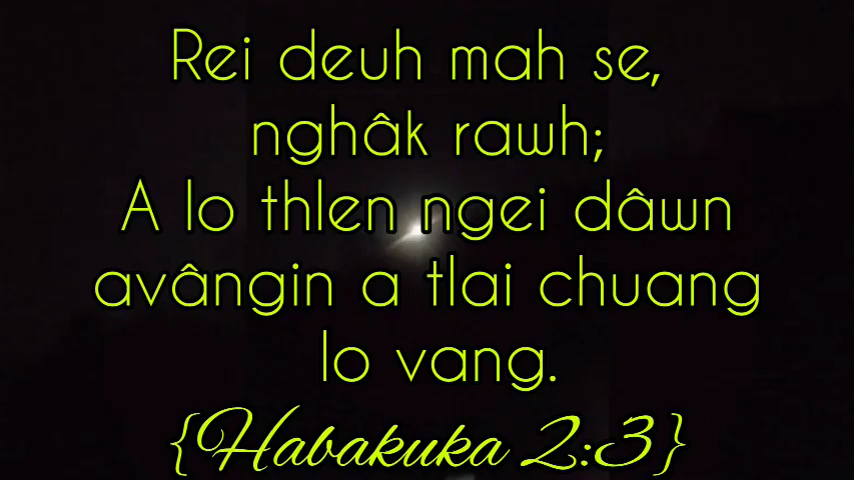 Rei deuh mah se,
nghâk rawh;
A lo thlen ngei dâwn
avângin a tlai chuang
lo vang.
{Habakuka 2:3}